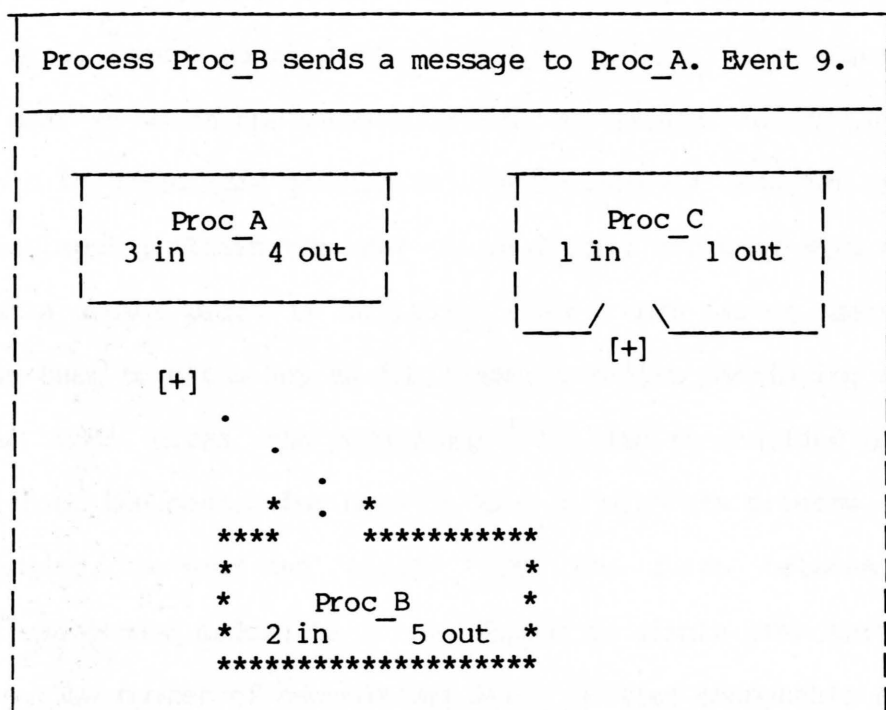 Process Proc_B sends a message to Proc_A. Event 9.
Proc_A
3 in 4 out
Proc_C
1 in 1 out
[+]
[+]
Proc_B
2 in 5 out